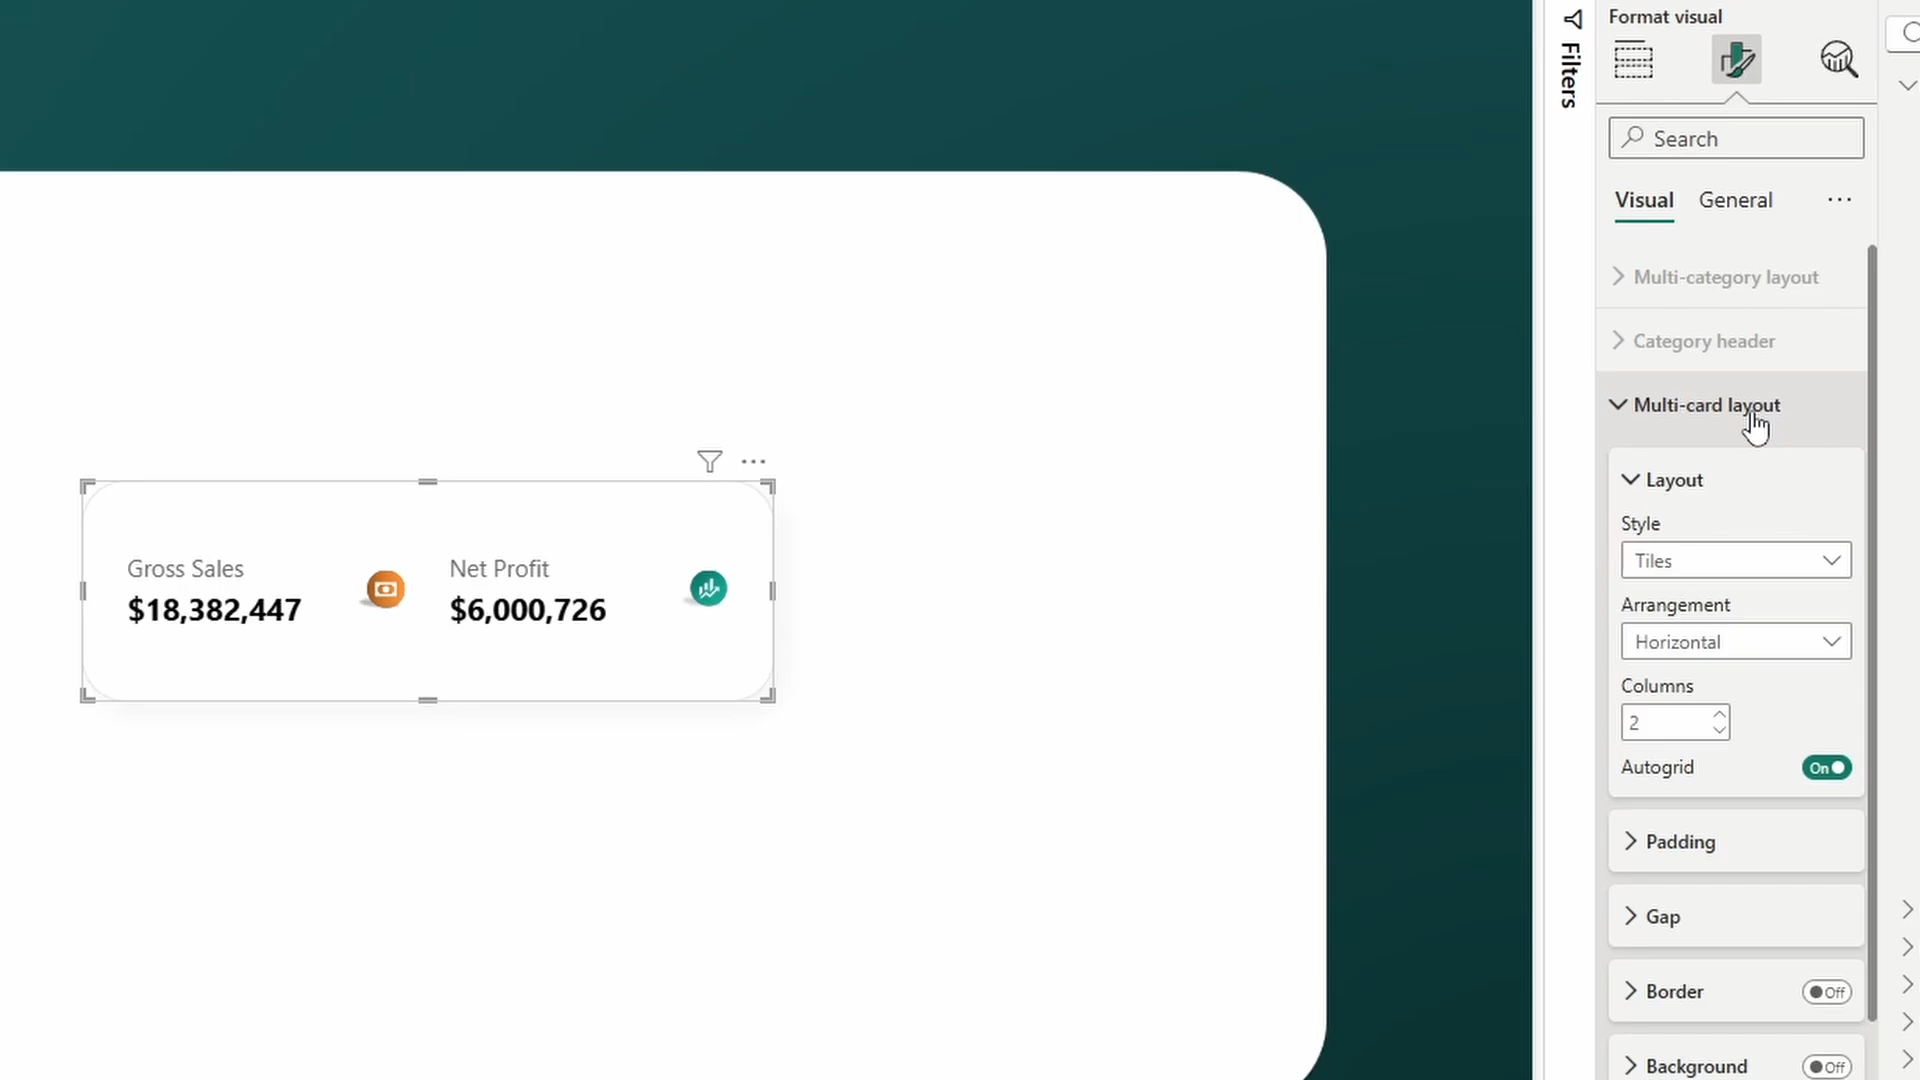 Format visual
Filters
Search
Visual General
Multi-category layout
Category header
Multi-card layout
Layout
Style
Tiles
Arrangement
Horizontal
Columns
2
Autogrid On
Padding
Gap
Border Off
Background Off
Gross Sales
$18,382,447
Net Profit
$6,000,726